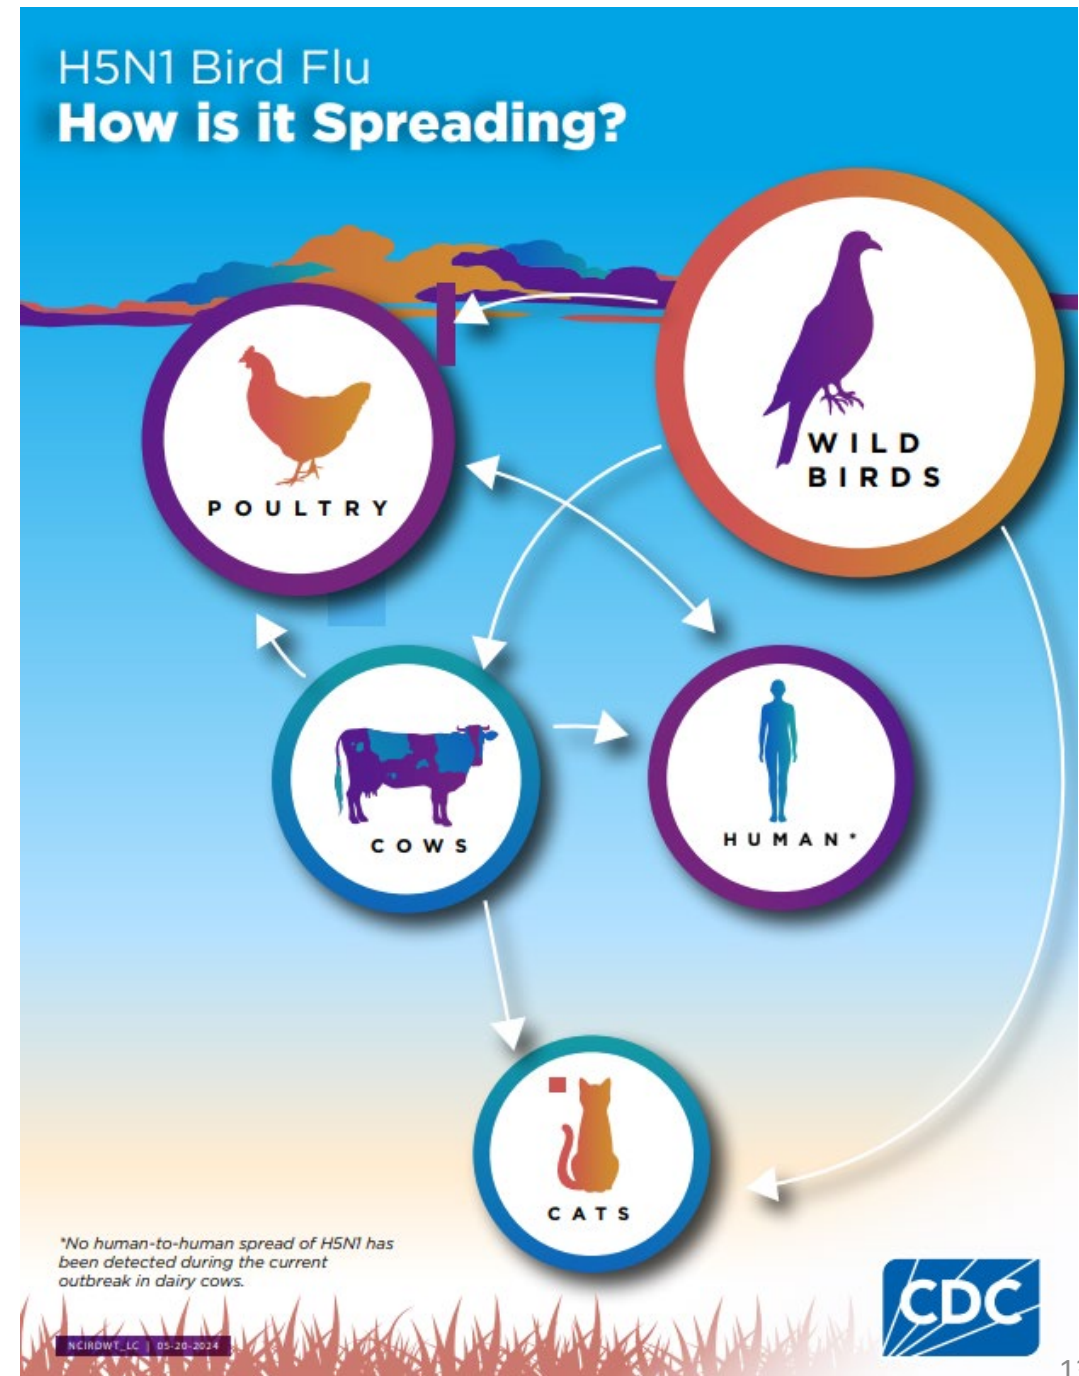 H5N1 Bird Flu
How is it Spreading?
WILD
BIRDS
POULTRY
COWS
HUMAN*
CATS
*No human-to-human spread of H5N1 has
been detected during the current
outbreak in dairy cows.
CDC
NCIRDWT_LC | 05-20-2024